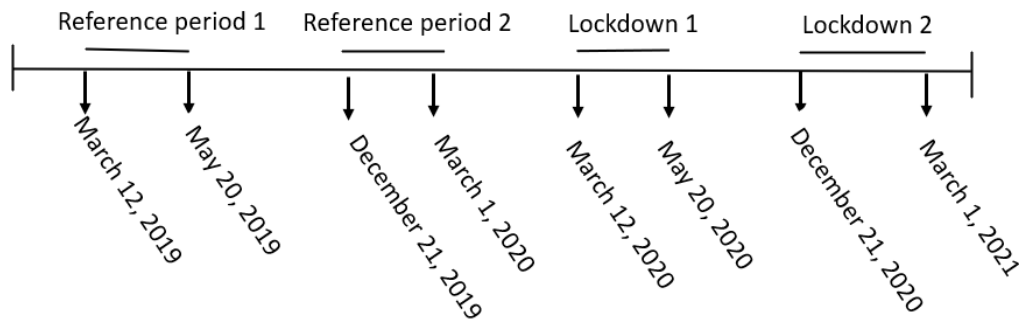 Reference period 1
Reference period 2
Lockdown 1
Lockdown 2
March 12, 2019
May 20, 2019
December 21, 2019
March 1, 2020
March 12, 2020
May 20, 2020
December 21, 2020
March 1, 2021